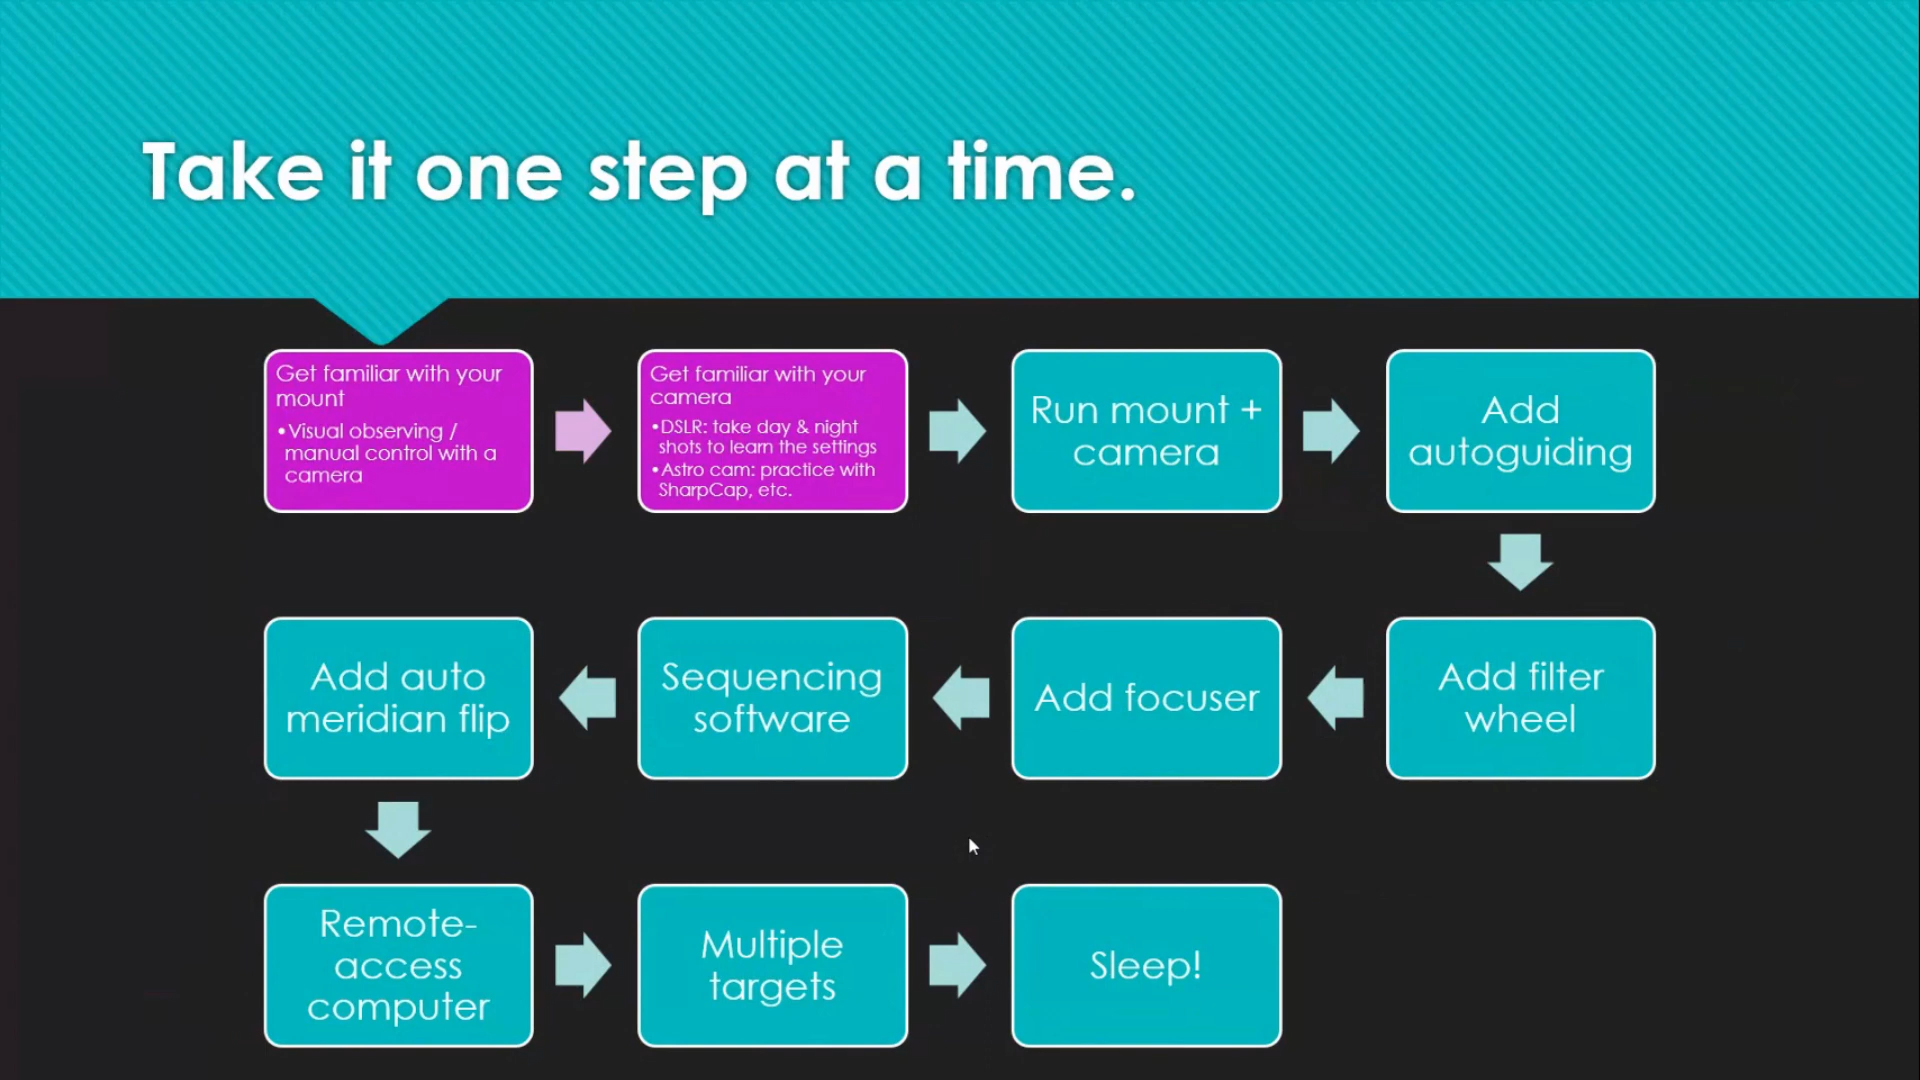 Take it one step at a time.
Get familiar with your
mount
•Visual observing /
manual control with a
camera
Get familiar with your
camera
•DSLR: take day & night
shots to learn the settings
•Astro cam: practice with
SharpCap, etc.
Run mount +
camera
Add
autoguiding
Add filter
wheel
Add focuser
Sequencing
software
Add auto
meridian flip
Remote-
access
computer
Multiple
targets
Sleep!